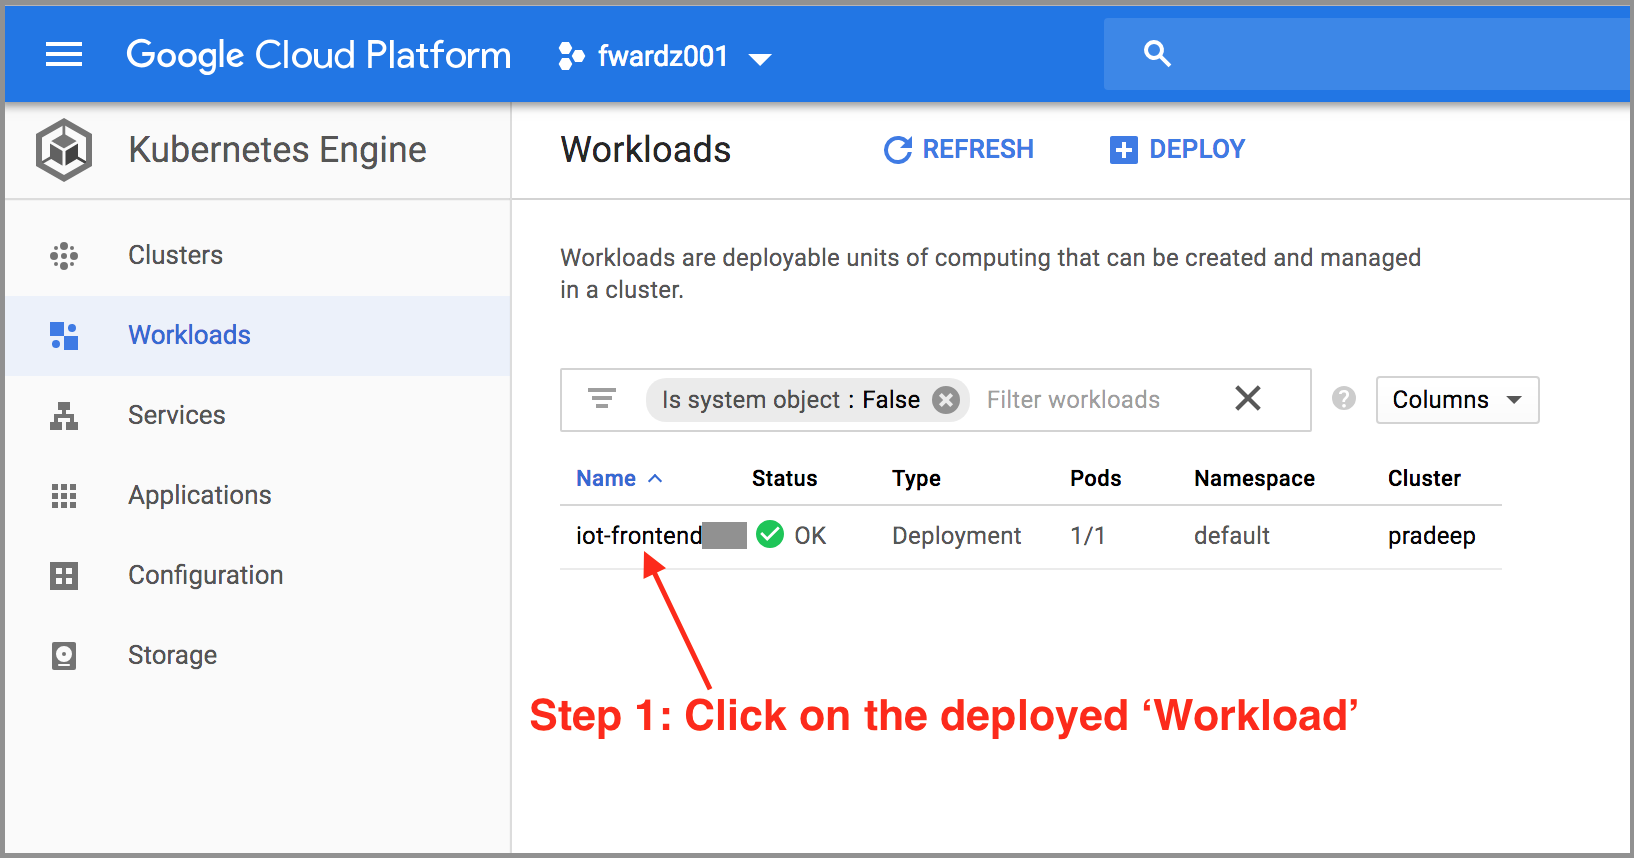 Google Cloud Platform fwardz001
Kubernetes Engine
Workloads REFRESH DEPLOY
Clusters
Workloads
Services
Applications
Configuration
Storage
Workloads are deployable units of computing that can be created and managed
in a cluster.
Is system object : False Filter workloads ? Columns
Name Status Type Pods Namespace Cluster
iot-frontend OK Deployment 1/1 default pradeep
Step 1: Click on the deployed ‘Workload’